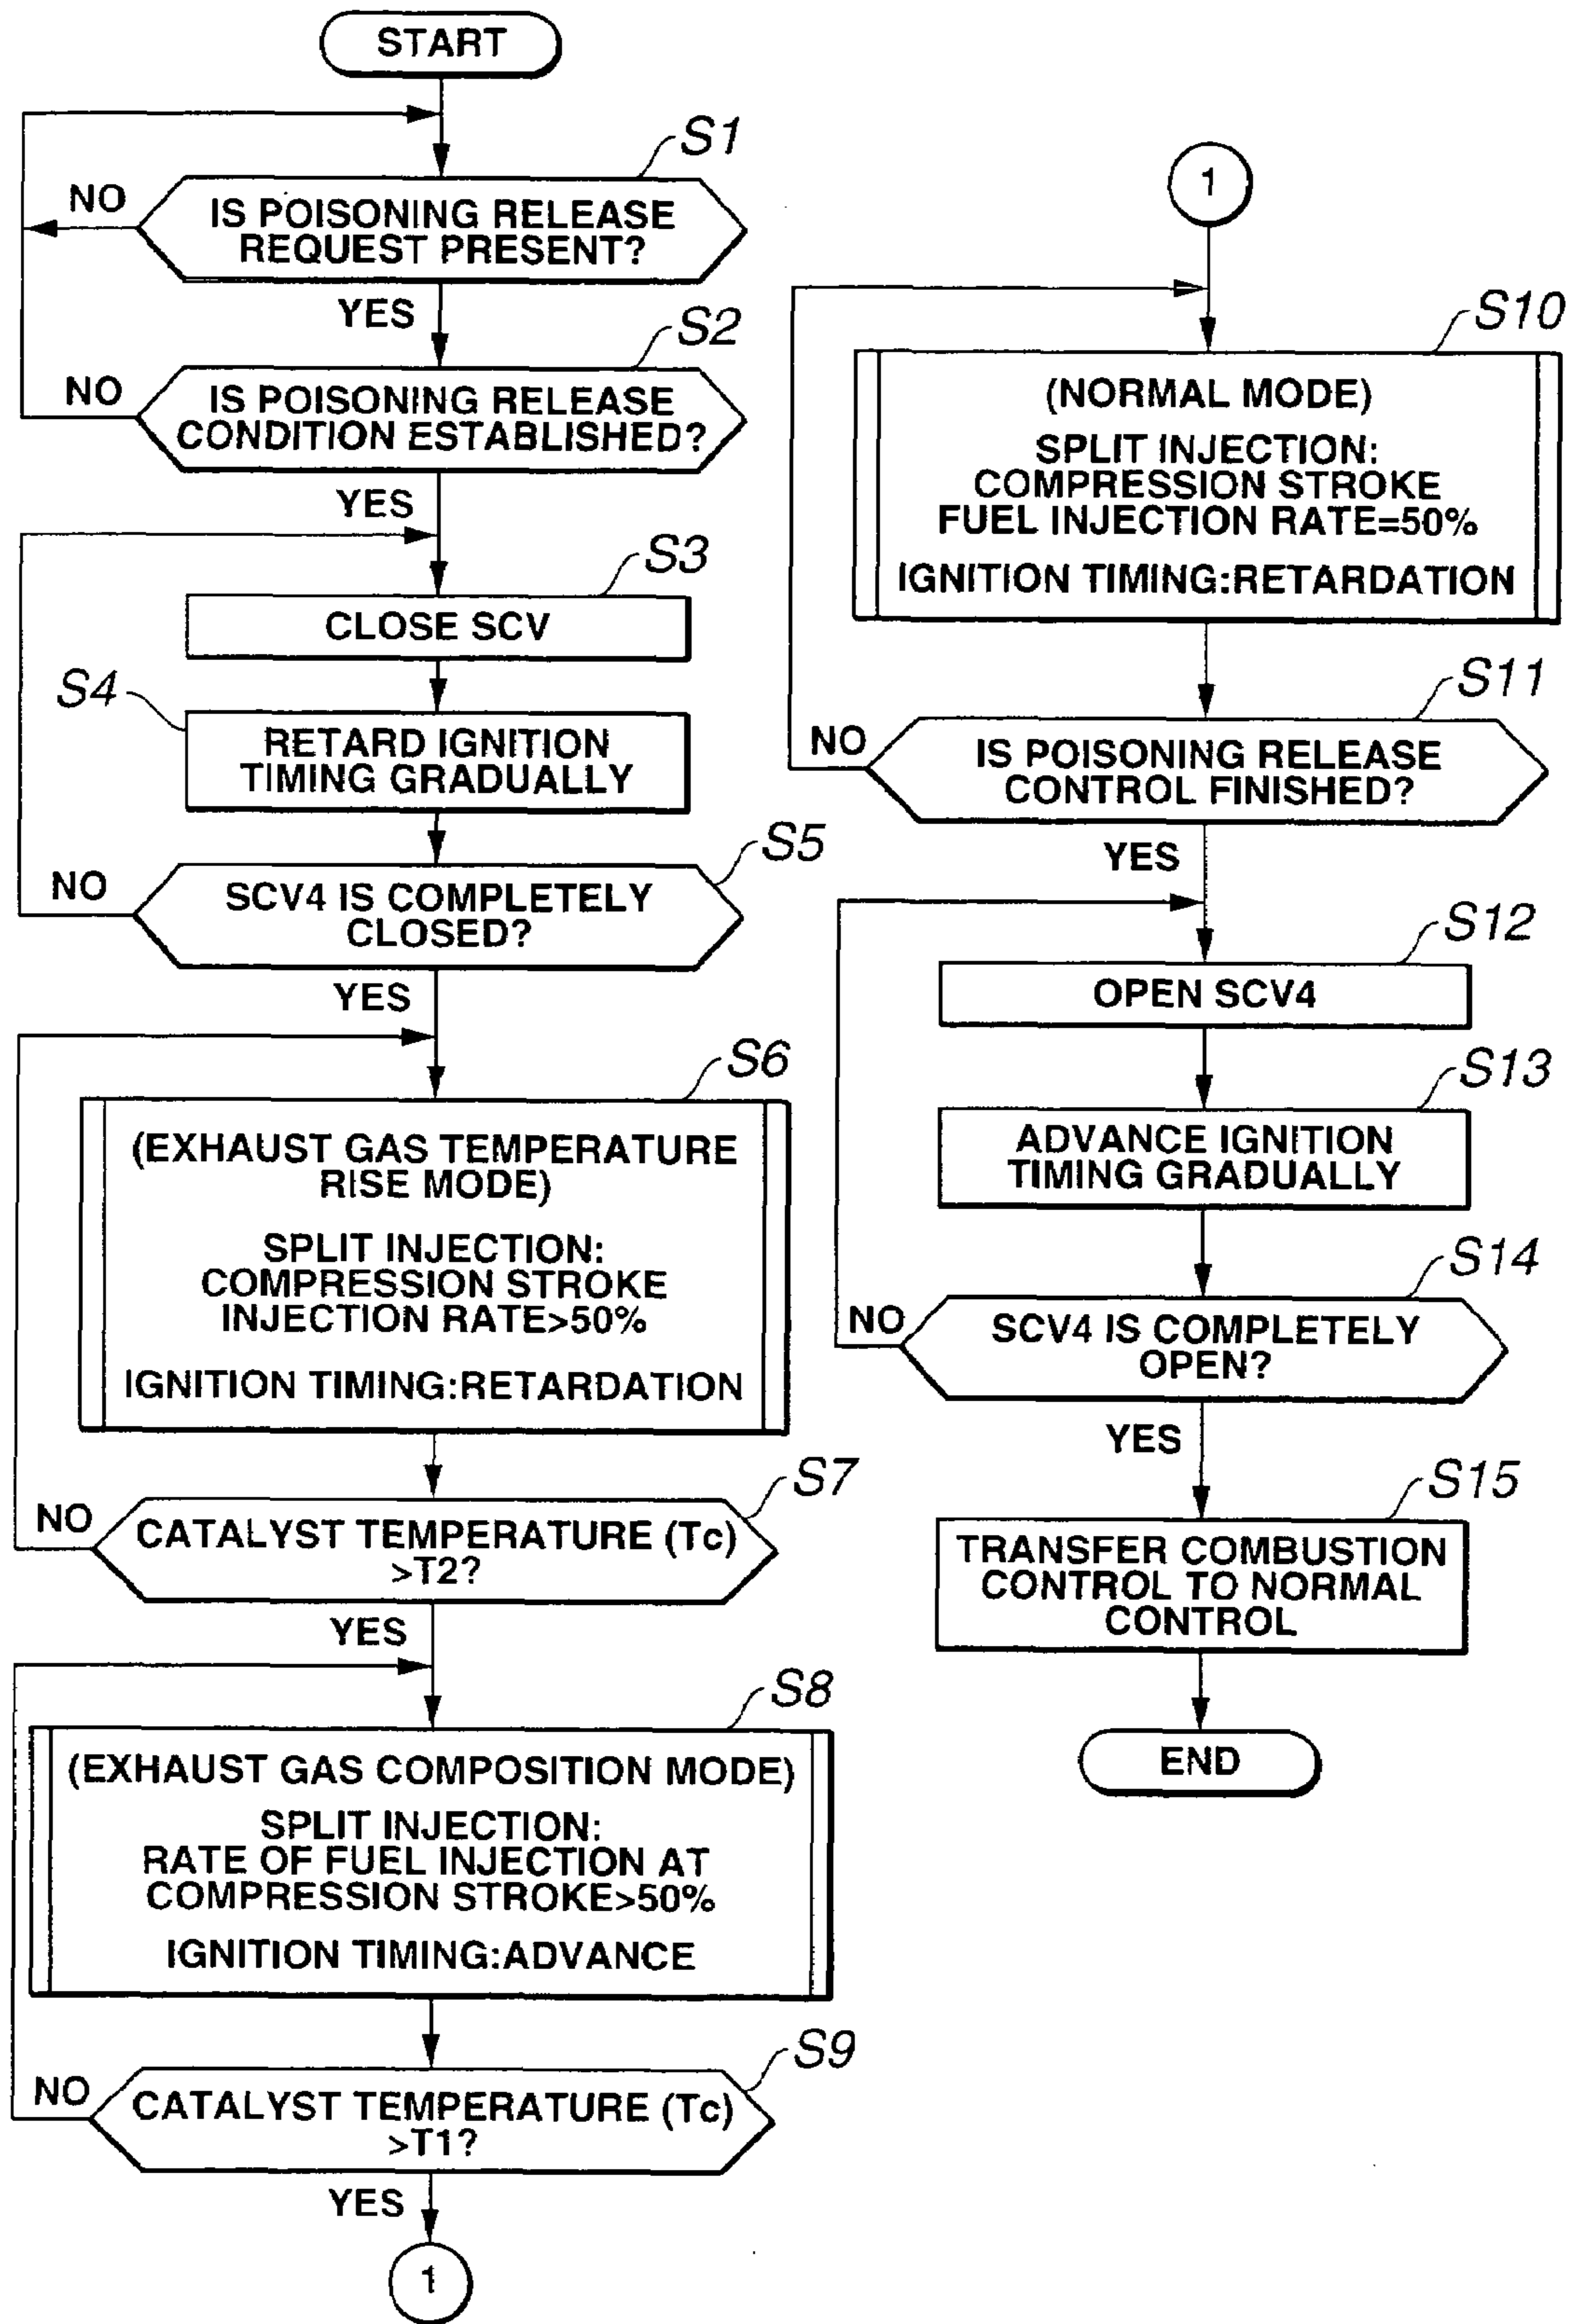 START
S1
NO
IS POISONING RELEASE
REQUEST PRESENT?
YES
S2
NO
IS POISONING RELEASE
CONDITION ESTABLISHED?
YES
S3
CLOSE SCV
S4
RETARD IGNITION
TIMING GRADUALLY
S5
NO
SCV4 IS COMPLETELY
CLOSED?
YES
S6
(EXHAUST GAS TEMPERATURE
RISE MODE)
SPLIT INJECTION:
COMPRESSION STROKE
INJECTION RATE>50%
IGNITION TIMING:RETARDATION
S7
NO
CATALYST TEMPERATURE (Tc)
>T2?
YES
S8
(EXHAUST GAS COMPOSITION MODE)
SPLIT INJECTION:
RATE OF FUEL INJECTION AT
COMPRESSION STROKE>50%
IGNITION TIMING:ADVANCE
S9
NO
CATALYST TEMPERATURE (Tc)
>T1?
YES
1
1
S10
(NORMAL MODE)
SPLIT INJECTION:
COMPRESSION STROKE
FUEL INJECTION RATE=50%
IGNITION TIMING:RETARDATION
S11
NO
IS POISONING RELEASE
CONTROL FINISHED?
YES
S12
OPEN SCV4
S13
ADVANCE IGNITION
TIMING GRADUALLY
S14
NO
SCV4 IS COMPLETELY
OPEN?
YES
S15
TRANSFER COMBUSTION
CONTROL TO NORMAL
CONTROL
END